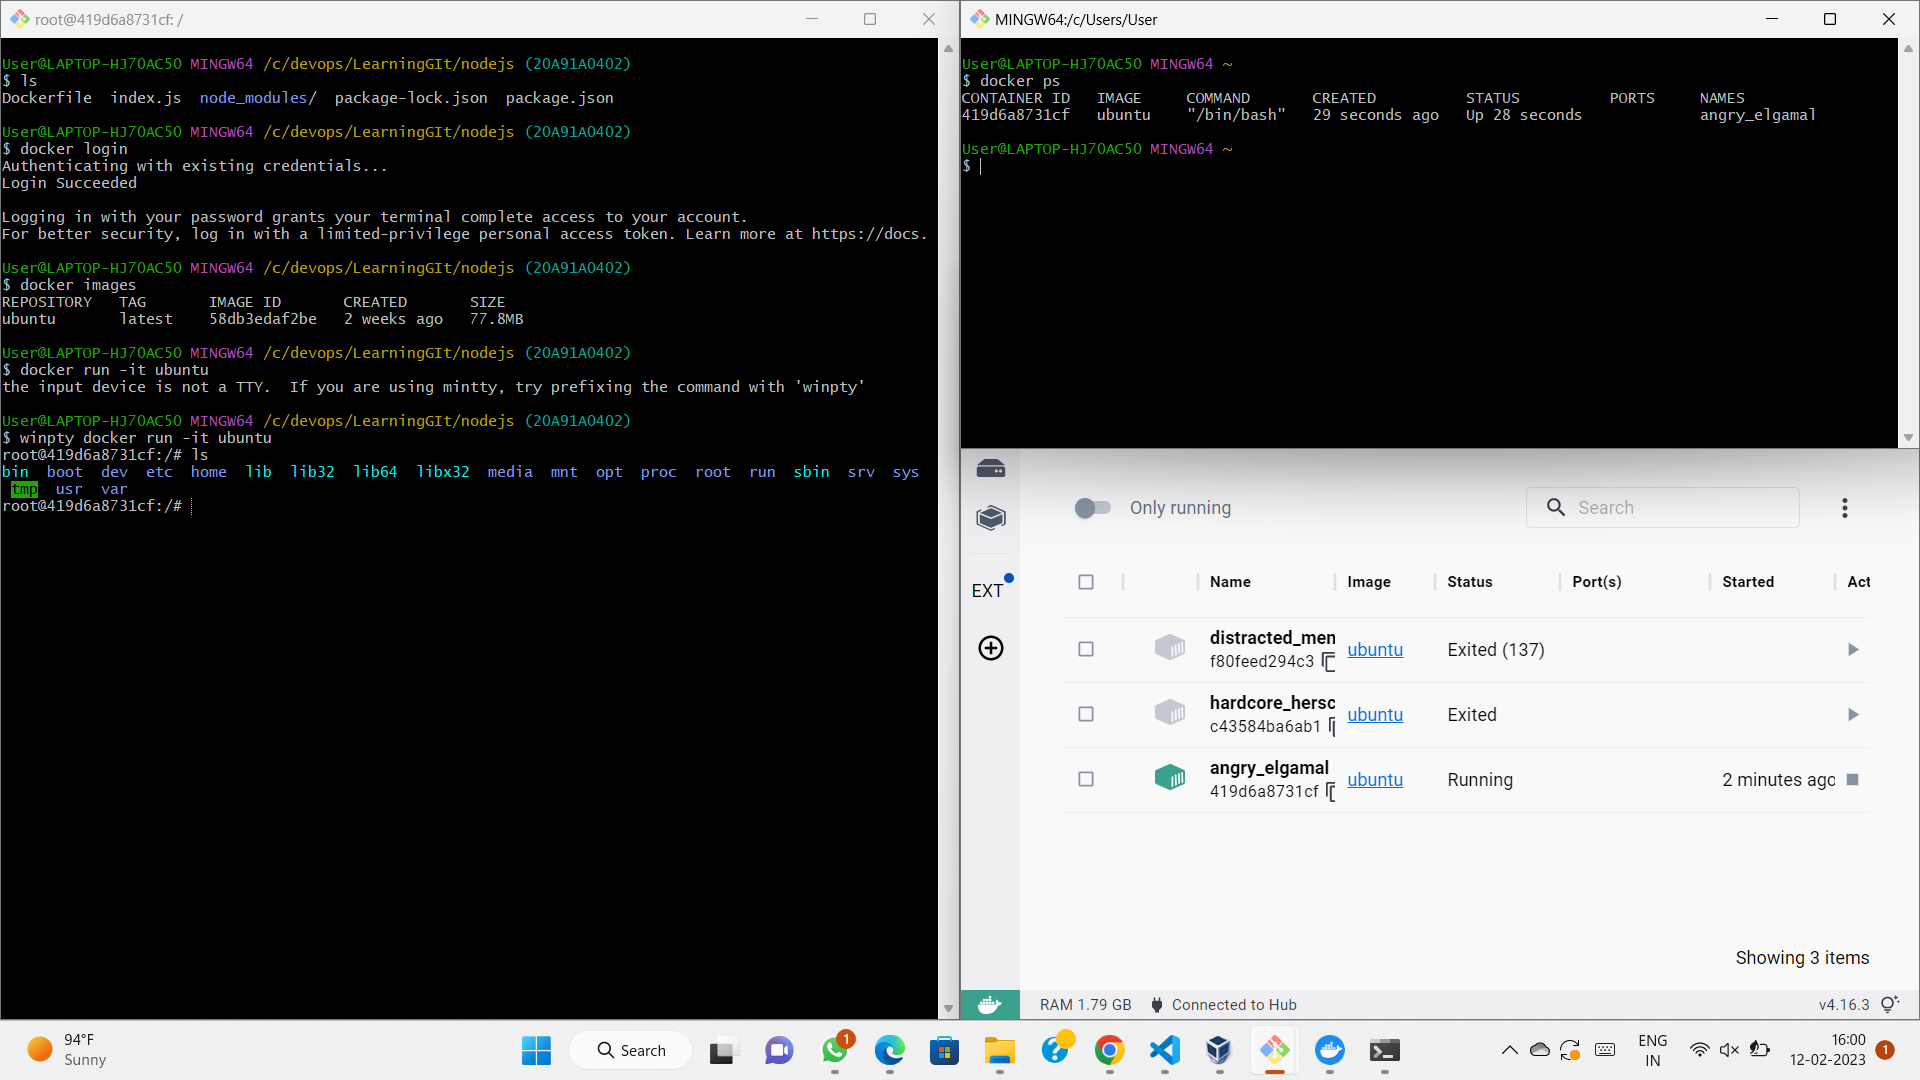 root@419d6a8731cf: /
User@LAPTOP-HJ7OAC5O MINGW64 /c/devops/LearningGIt/nodejs (20A91A0402)
$ ls
Dockerfile  index.js  node_modules/  package-lock.json  package.json
User@LAPTOP-HJ7OAC5O MINGW64 /c/devops/LearningGIt/nodejs (20A91A0402)
$ docker login
Authenticating with existing credentials...
Login Succeeded
Logging in with your password grants your terminal complete access to your account.
For better security, log in with a limited-privilege personal access token. Learn more at https://docs.
User@LAPTOP-HJ7OAC5O MINGW64 /c/devops/LearningGIt/nodejs (20A91A0402)
$ docker images
REPOSITORY   TAG       IMAGE ID       CREATED       SIZE
ubuntu       latest    58db3edaf2be   2 weeks ago   77.8MB
User@LAPTOP-HJ7OAC5O MINGW64 /c/devops/LearningGIt/nodejs (20A91A0402)
$ docker run -it ubuntu
the input device is not a TTY.  If you are using mintty, try prefixing the command with 'winpty'
User@LAPTOP-HJ7OAC5O MINGW64 /c/devops/LearningGIt/nodejs (20A91A0402)
$ winpty docker run -it ubuntu
root@419d6a8731cf:/# ls
bin  boot  dev  etc  home  lib  lib32  lib64  libx32  media  mnt  opt  proc  root  run  sbin  srv  sys
tmp  usr  var
root@419d6a8731cf:/#
MINGW64:/c/Users/User
User@LAPTOP-HJ7OAC5O MINGW64 ~
$ docker ps
CONTAINER ID   IMAGE     COMMAND       CREATED          STATUS          PORTS     NAMES
419d6a8731cf   ubuntu    "/bin/bash"   29 seconds ago   Up 28 seconds             angry_elgamal
User@LAPTOP-HJ7OAC5O MINGW64 ~
$
Only running
Search
EXT
Name Image Status Port(s) Started Act
distracted_men
f80feed294c3 ubuntu Exited (137)
hardcore_hersc
c43584ba6ab1 ubuntu Exited
angry_elgamal
419d6a8731cf ubuntu Running 2 minutes ago
Showing 3 items
RAM 1.79 GB Connected to Hub v4.16.3
94°F
Sunny
Search
1
ENG
IN
16:00
12-02-2023
1